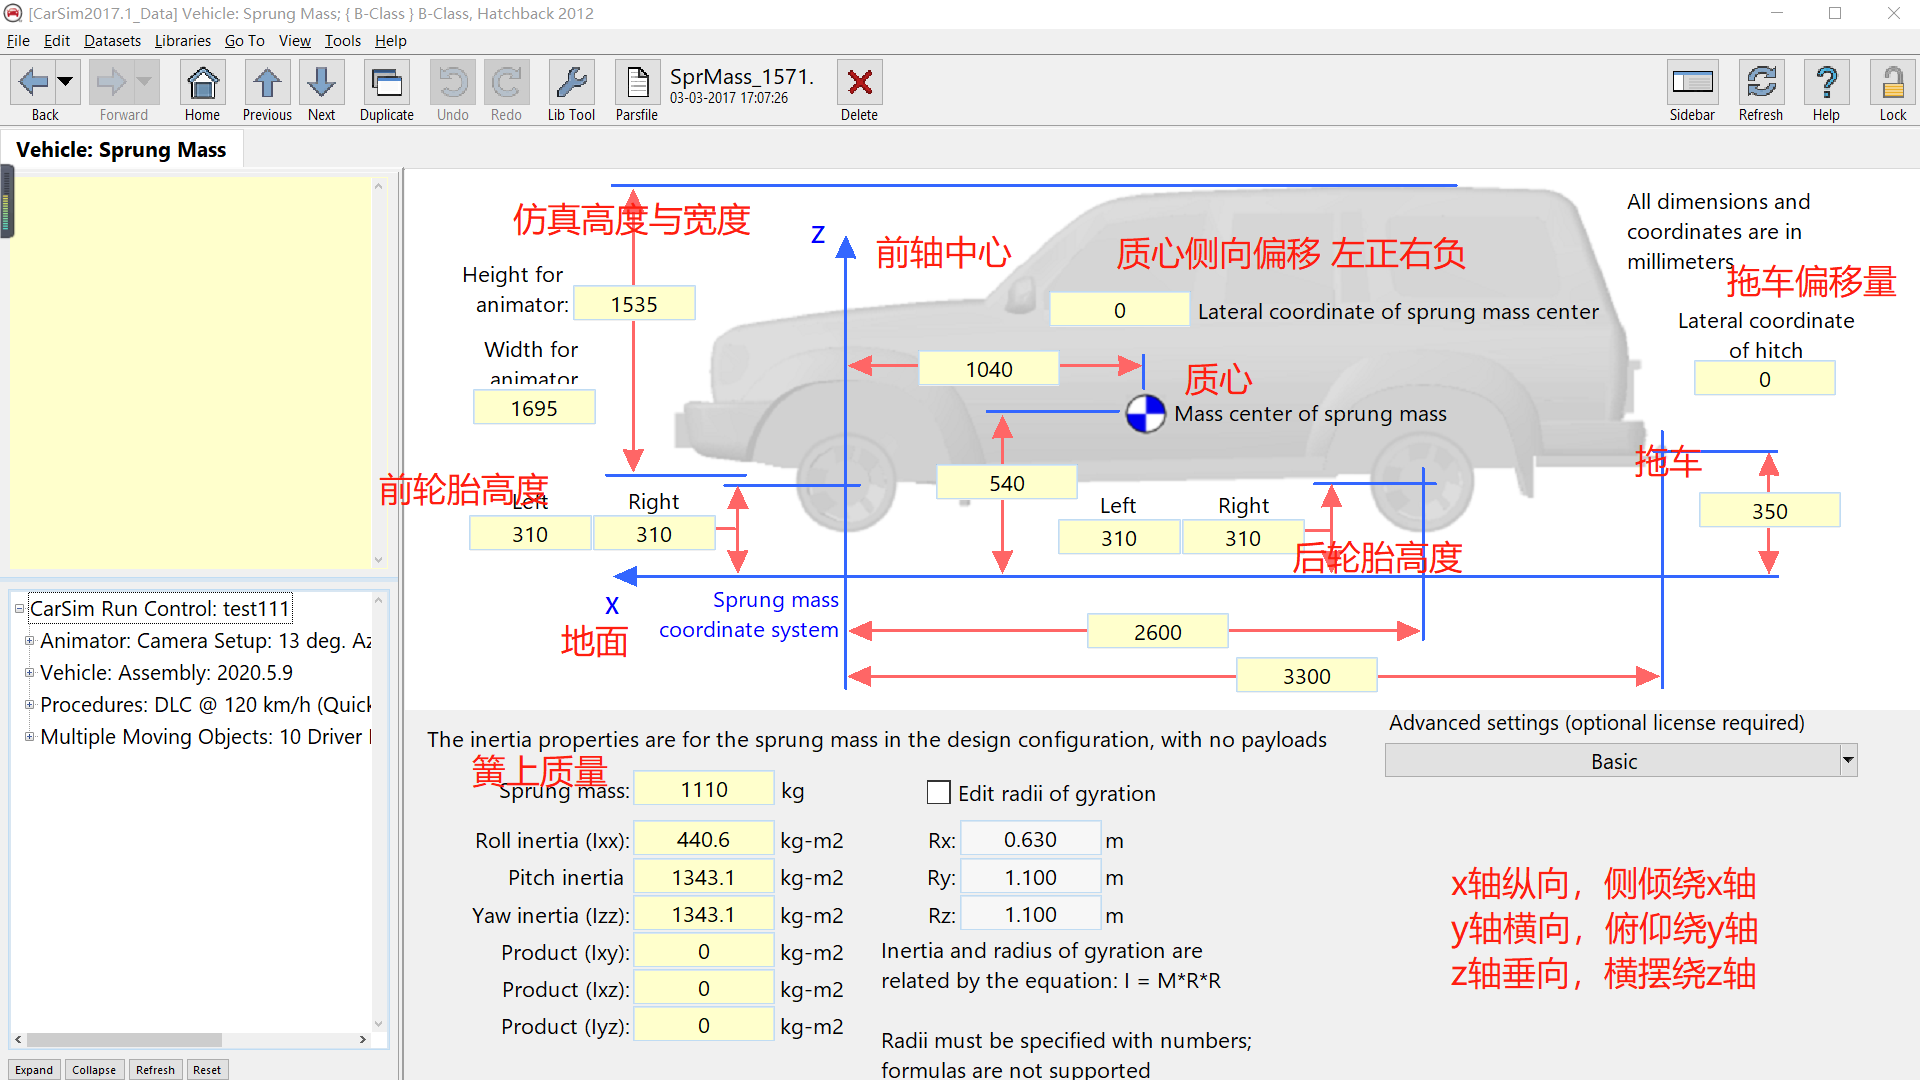 [CarSim2017.1_Data] Vehicle: Sprung Mass; { B-Class } B-Class, Hatchback 2012
File Edit Datasets Libraries Go To View Tools Help
SprMass_1571.
03-03-2017 17:07:26
Back Forward Home Previous Next Duplicate Undo Redo Lib Tool Parsfile Delete Sidebar Refresh Help Lock
Vehicle: Sprung Mass
CarSim Run Control: test111
Animator: Camera Setup: 13 deg. Az
Vehicle: Assembly: 2020.5.9
Procedures: DLC @ 120 km/h (Quick
Multiple Moving Objects: 10 Driver
Expand Collapse Refresh Reset
仿真高度与宽度
Z
前轴中心
质心侧向偏移 左正右负
All dimensions and
coordinates are in
millimeters
拖车偏移量
Height for
animator:
1535
0
Lateral coordinate of sprung mass center
Lateral coordinate
of hitch
0
Width for
animator
1695
1040
质心
Mass center of sprung mass
拖车
前轮胎高度
540
350
Left Right
310 310
Left Right
310 310
后轮胎高度
X
地面
Sprung mass
coordinate system
2600
3300
The inertia properties are for the sprung mass in the design configuration, with no payloads
Advanced settings (optional license required)
Basic
簧上质量
Sprung mass: 1110 kg
Roll inertia (Ixx): 440.6 kg-m2
Pitch inertia 1343.1 kg-m2
Yaw inertia (Izz): 1343.1 kg-m2
Product (Ixy): 0 kg-m2
Product (Ixz): 0 kg-m2
Product (Iyz): 0 kg-m2
Edit radii of gyration
Rx: 0.630 m
Ry: 1.100 m
Rz: 1.100 m
Inertia and radius of gyration are
related by the equation: I = M*R*R
Radii must be specified with numbers;
formulas are not supported
x轴纵向，侧倾绕x轴
y轴横向，俯仰绕y轴
z轴垂向，横摆绕z轴